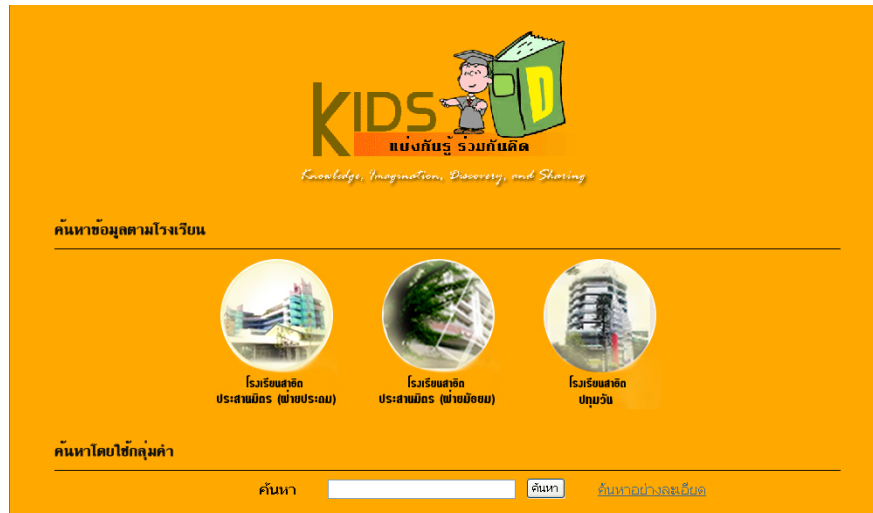 KIDS
D
แบ่งกันรู้ ร่วมกันคิด
Knowledge, Imagination, Discovery, and Sharing
ค้นหาข้อมูลตามโรงเรียน
โรงเรียนสาธิต
ประสานมิตร (ฝ่ายประถม)
โรงเรียนสาธิต
ประสานมิตร (ฝ่ายมัธยม)
โรงเรียนสาธิต
ปทุมวัน
ค้นหาโดยใช้กลุ่มคำ
ค้นหา ค้นหา ค้นหาอย่างละเอียด